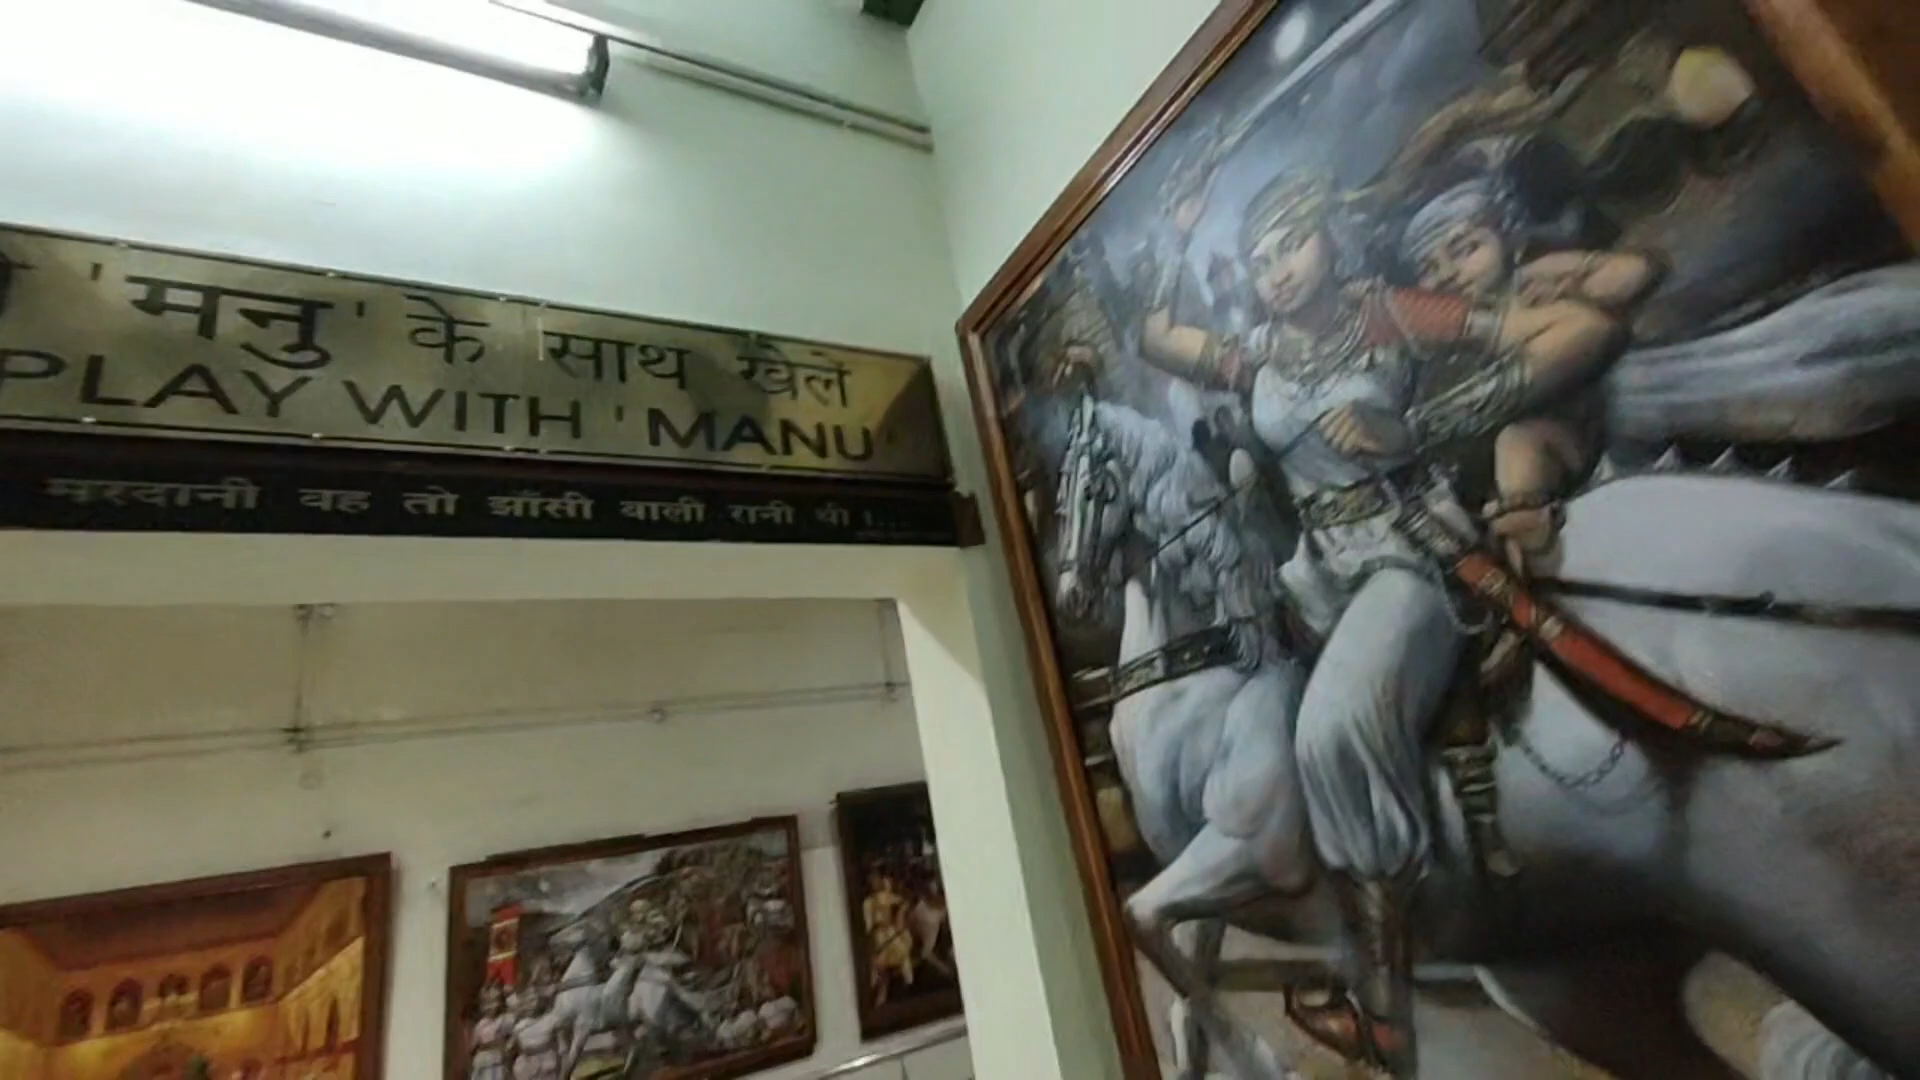 'मनु' के साथ खेले
PLAY WITH 'MANU'
मरदानी वह तो झाँसी वाली रानी थी।...